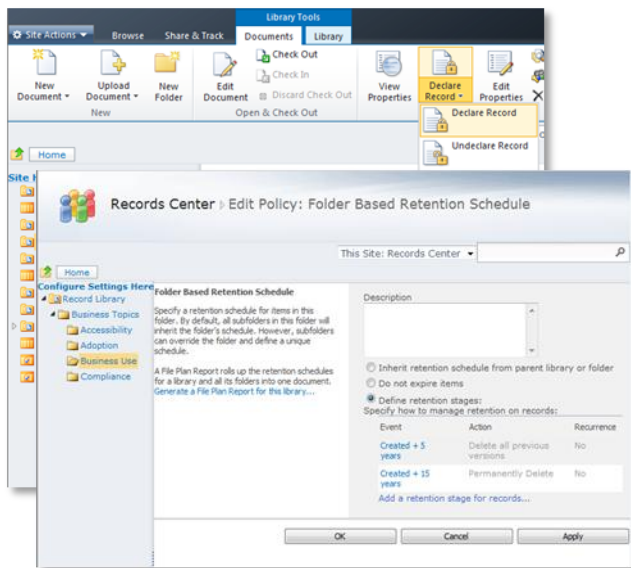 Library Tools
Site Actions Browse Share & Track Documents Library
New Document
Upload Document
New Folder
Edit Document
Check Out
Check In
Discard Check Out
View Properties
Declare Record
Edit Properties
New
Open & Check Out
Declare Record
Undeclare Record
Home
Records Center Edit Policy: Folder Based Retention Schedule
This Site: Records Center
Home
Configure Settings Here
Record Library
Business Topics
Accessibility
Adoption
Business Use
Compliance
Folder Based Retention Schedule
Specify a retention schedule for items in this
folder. By default, all subfolders in this folder will
inherit the folder's schedule. However, subfolders
can override the folder and define a unique
schedule.
A File Plan Report rolls up the retention schedules
for a library and all its folders into one document.
Generate a File Plan Report for this library...
Description
Inherit retention schedule from parent library or folder
Do not expire items
Define retention stages:
Specify how to manage retention on records:
Event Action Recurrence
Created + 5 years Delete all previous versions No
Created + 15 years Permanently Delete No
Add a retention stage for records...
OK Cancel Apply